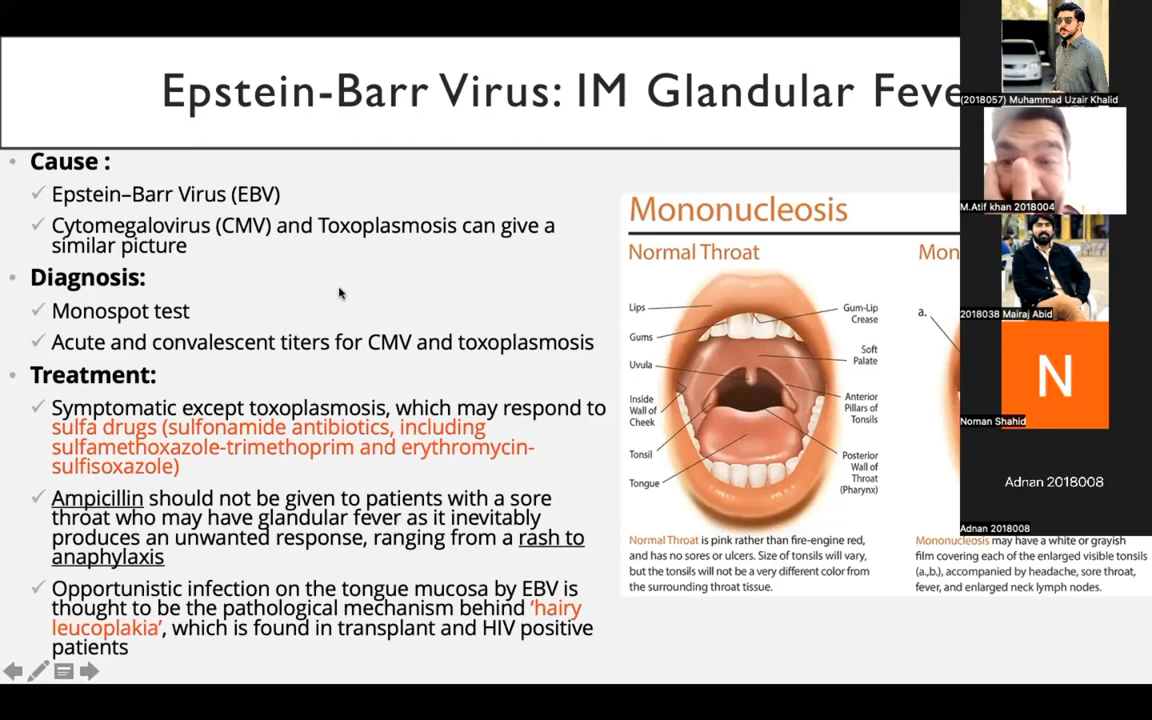 Epstein-Barr Virus: IM Glandular Feve
Cause :
Epstein–Barr Virus (EBV)
Cytomegalovirus (CMV) and Toxoplasmosis can give a
similar picture
Diagnosis:
Monospot test
Acute and convalescent titers for CMV and toxoplasmosis
Treatment:
Symptomatic except toxoplasmosis, which may respond to
sulfa drugs (sulfonamide antibiotics, including
sulfamethoxazole-trimethoprim and erythromycin-
sulfisoxazole)
Ampicillin should not be given to patients with a sore
throat who may have glandular fever as it inevitably
produces an unwanted response, ranging from a rash to
anaphylaxis
Opportunistic infection on the tongue mucosa by EBV is
thought to be the pathological mechanism behind ‘hairy
leucoplakia’, which is found in transplant and HIV positive
patients
Mononucleosis
Normal Throat
Lips
Gums
Uvula
Inside
Wall of
Cheek
Tonsil
Tongue
Gum-Lip
Crease
Soft
Palate
Anterior
Pillars of
Tonsils
Posterior
Wall of
Throat
(Pharynx)
Normal Throat is pink rather than fire-engine red,
and has no sores or ulcers. Size of tonsils will vary,
but the tonsils will not be a very different color from
the surrounding throat tissue.
Mon
a.
Mononucleosis may have a white or grayish
film covering each of the enlarged visible tonsils
(a.,b.), accompanied by headache, sore throat,
fever, and enlarged neck lymph nodes.
(2018057) Muhammad Uzair Khalid
M.Atif khan 2018004
2018038 Mairaj Abid
N
Noman Shahid
Adnan 2018008
Adnan 2018008